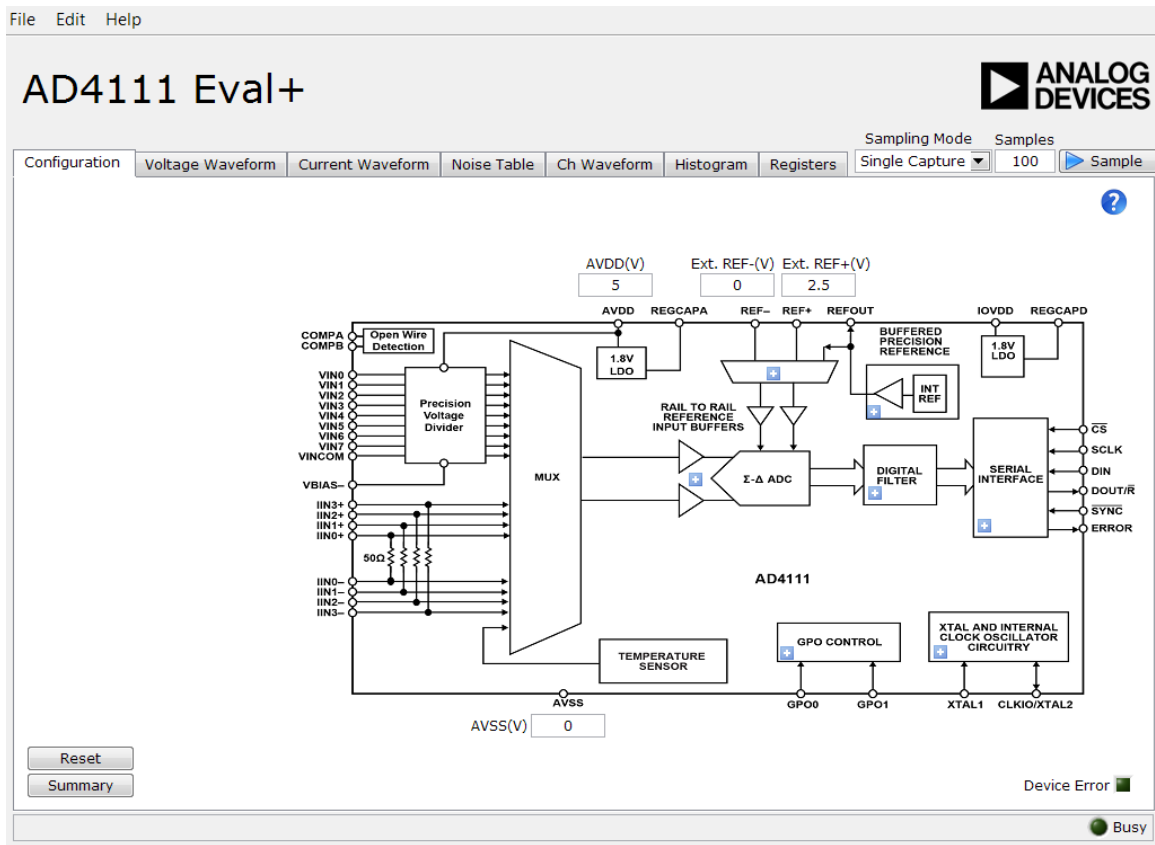 File Edit Help
AD4111 Eval+
ANALOG
DEVICES
Sampling Mode
Samples
Configuration
Voltage Waveform
Current Waveform
Noise Table
Ch Waveform
Histogram
Registers
Single Capture
100
Sample
?
AVDD(V)
Ext. REF-(V)
Ext. REF+(V)
5
0
2.5
AVDD
REGCAPA
REF–
REF+
REFOUT
IOVDD
REGCAPD
COMPA
COMPB
Open Wire
Detection
1.8V
LDO
BUFFERED
PRECISION
REFERENCE
1.8V
LDO
VIN0
VIN1
VIN2
VIN3
VIN4
VIN5
VIN6
VIN7
VINCOM
Precision
Voltage
Divider
INT
REF
RAIL TO RAIL
REFERENCE
INPUT BUFFERS
VBIAS–
MUX
Σ-Δ ADC
DIGITAL
FILTER
SERIAL
INTERFACE
CS
SCLK
DIN
DOUT/R
SYNC
ERROR
IIN3+
IIN2+
IIN1+
IIN0+
50Ω
IIN0–
IIN1–
IIN2–
IIN3–
AD4111
TEMPERATURE
SENSOR
GPO CONTROL
XTAL AND INTERNAL
CLOCK OSCILLATOR
CIRCUITRY
AVSS
GPO0
GPO1
XTAL1
CLKIO/XTAL2
AVSS(V)
0
Reset
Summary
Device Error
Busy